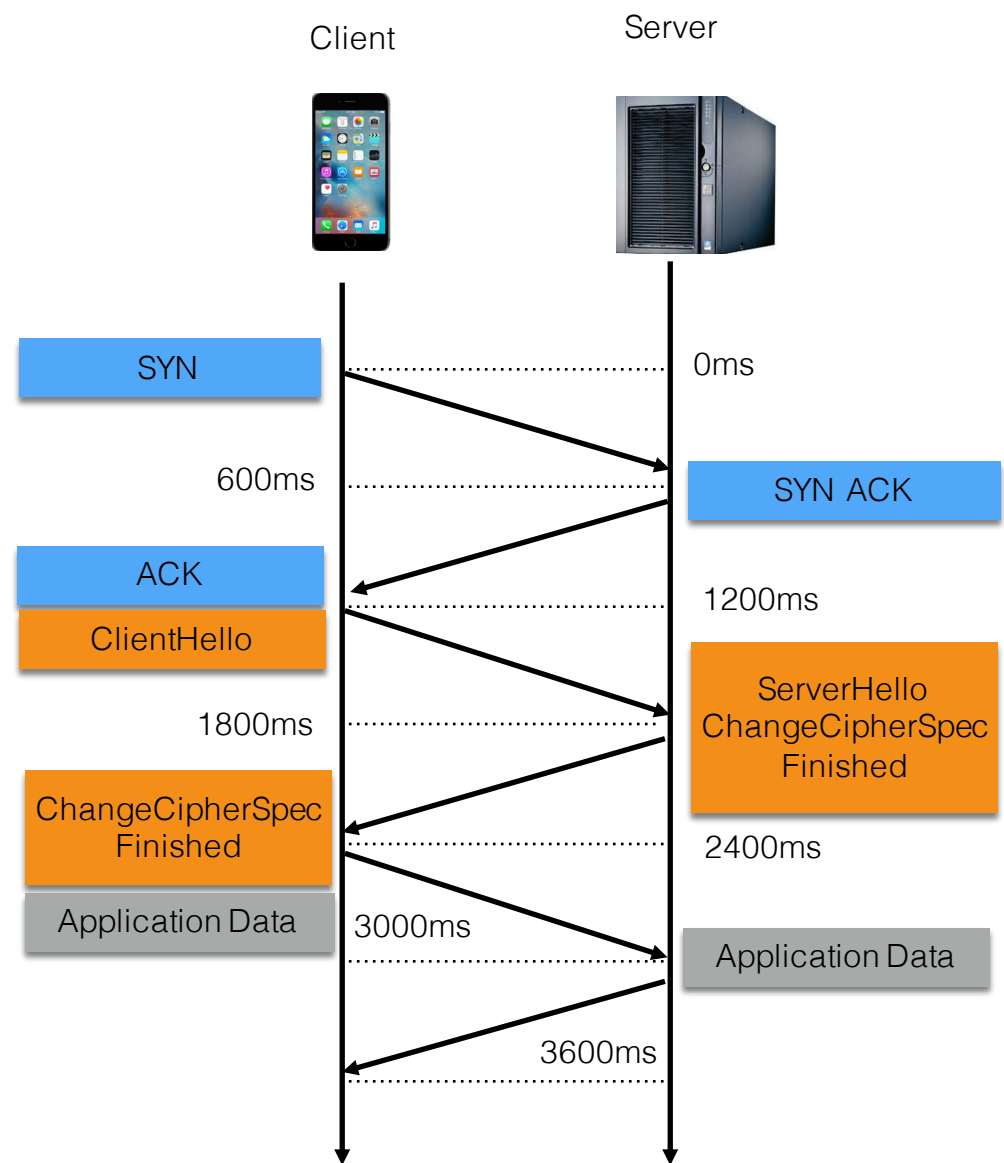 Client
Server
SYN
0ms
600ms
SYN ACK
ACK
1200ms
ClientHello
ServerHello
1800ms
ChangeCipherSpec
Finished
ChangeCipherSpec
Finished
2400ms
Application Data
3000ms
Application Data
3600ms